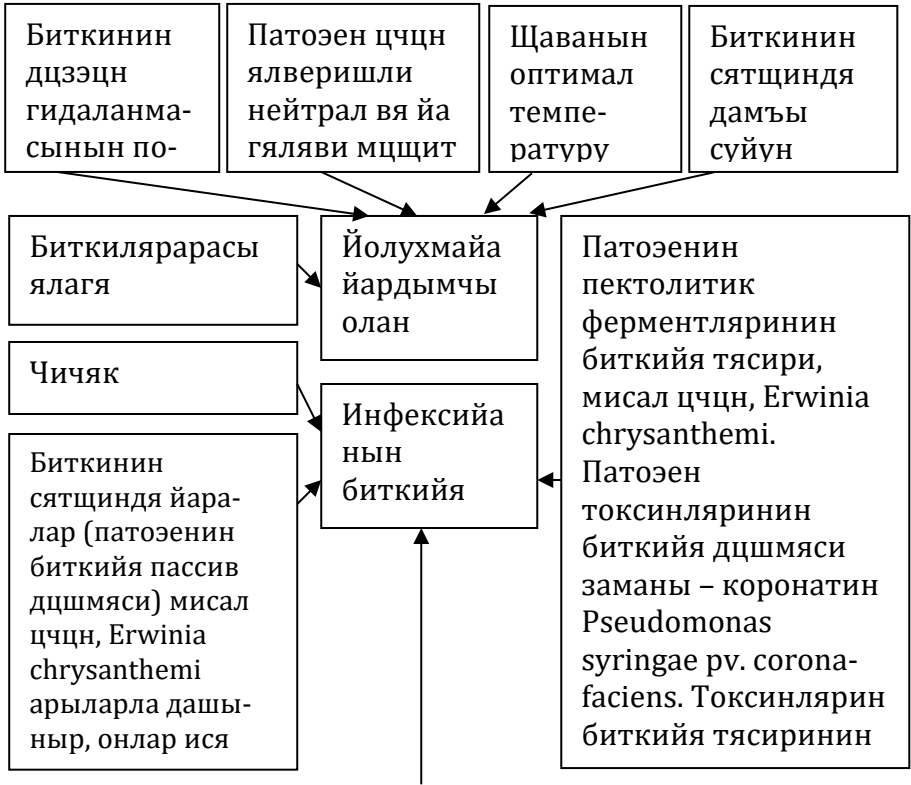 Биткинин
дцзэцн
гидаланма-
сынын по-
Патоэен цчцн
ялверишли
нейтрал вя йа
гяляви мцщит
Щаванын
оптимал
темпе-
ратуру
Биткинин
сятщиндя
дамъы
суйун
Биткилярарасы
ялагя
Йолухмайа
йардымчы
олан
Патоэенин
пектолитик
ферментляринин
биткийя тясири,
мисал цчцн, Erwinia
chrysanthemi.
Патоэен
токсинляринин
биткийя дцшмяси
заманы – коронатин
Pseudomonas
syringae pv. corona-
faciens. Токсинлярин
биткийя тясиринин
Чичяк
Инфексийа
нын
биткийя
Биткинин
сятщиндя йара-
лар (патоэенин
биткийя пассив
дцшмяси) мисал
цчцн, Erwinia
chrysanthemi
арыларла дашы-
ныр, онлар ися